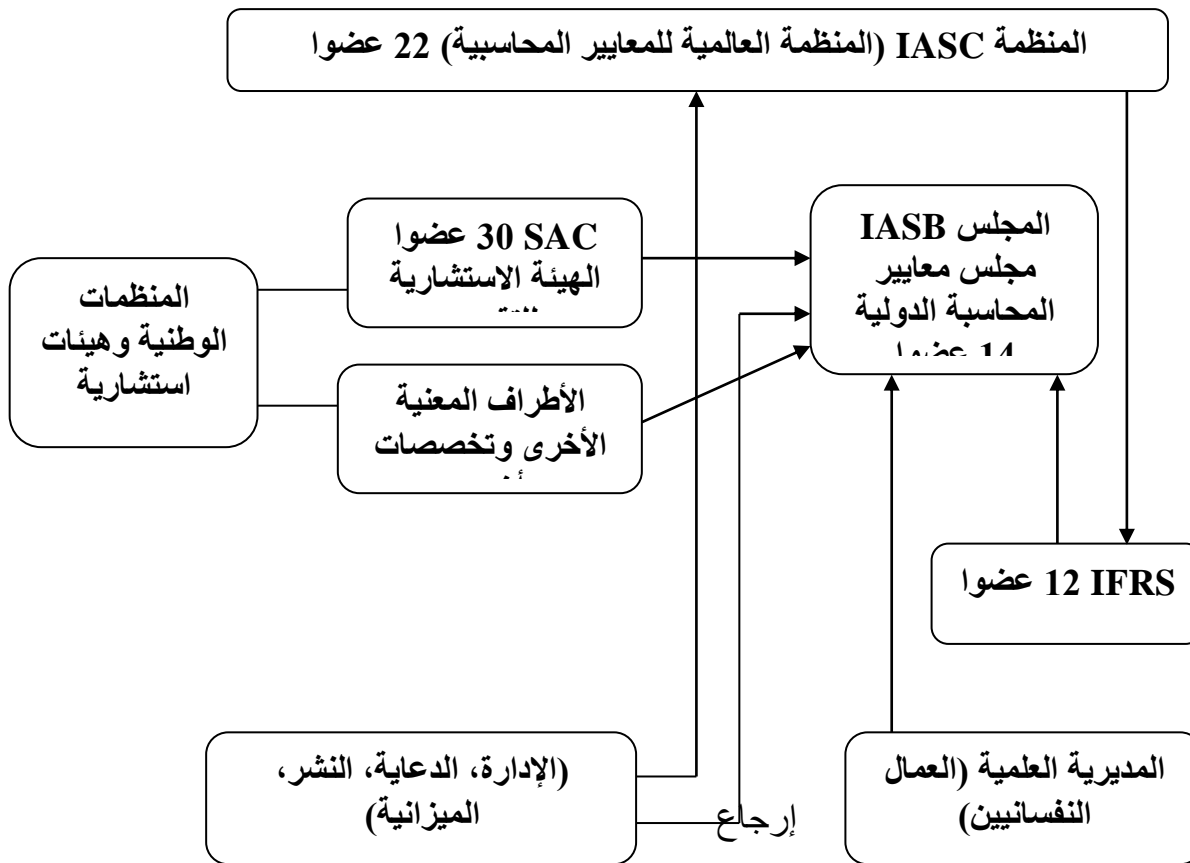 المنظمة IASC (المنظمة العالمية للمعايير المحاسبية) 22 عضوا
30 SAC عضوا
الهيئة الاستشارية
المجلس IASB
مجلس معايير
المحاسبة الدولية
14 عضوا
المنظمات
الوطنية وهيئات
استشارية
الأطراف المعنية
الأخرى وتخصصات
12 IFRS عضوا
(الإدارة، الدعاية، النشر،
الميزانية)
إرجاع
المديرية العلمية (العمال
النفسانيين)